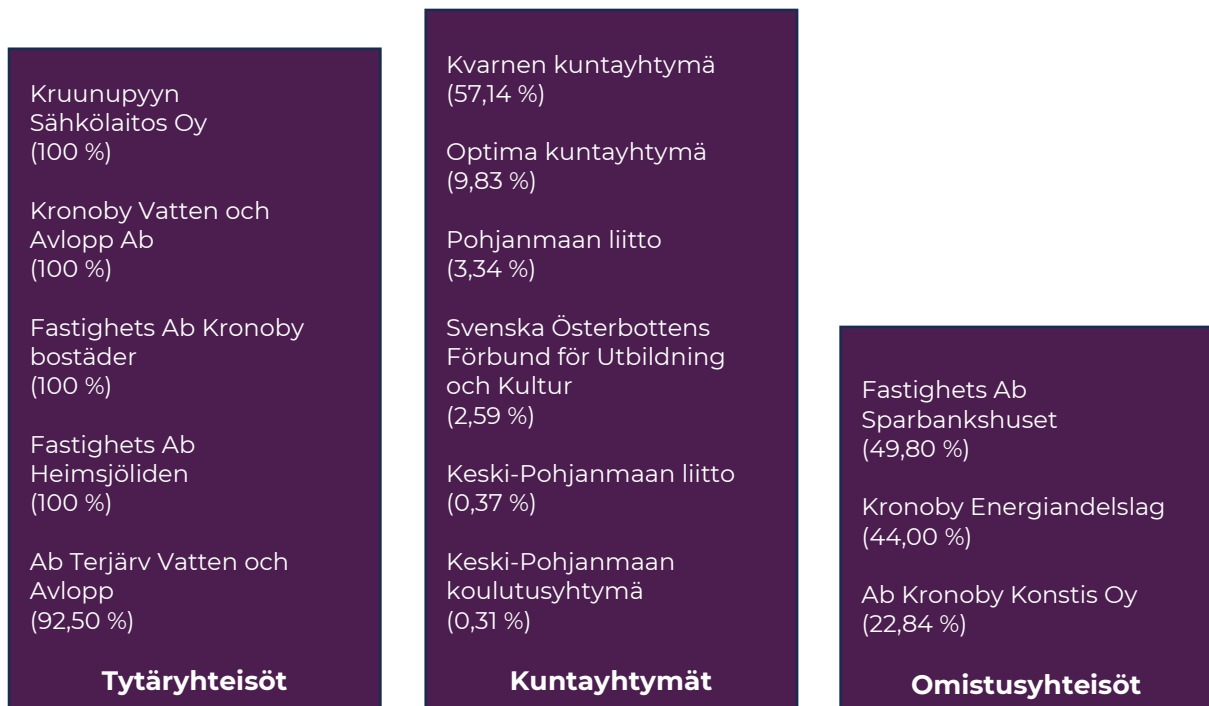 Kruunupyyn
Sähkölaitos Oy
(100 %)
Kronoby Vatten och
Avlopp Ab
(100 %)
Fastighets Ab Kronoby
bostäder
(100 %)
Fastighets Ab
Heimsjöliden
(100 %)
Ab Terjärv Vatten och
Avlopp
(92,50 %)
Tytäryhteisöt
Kvarnen kuntayhtymä
(57,14 %)
Optima kuntayhtymä
(9,83 %)
Pohjanmaan liitto
(3,34 %)
Svenska Österbottens
Förbund för Utbildning
och Kultur
(2,59 %)
Keski-Pohjanmaan liitto
(0,37 %)
Keski-Pohjanmaan
koulutusyhtymä
(0,31 %)
Kuntayhtymät
Fastighets Ab
Sparbankshuset
(49,80 %)
Kronoby Energiandelslag
(44,00 %)
Ab Kronoby Konstis Oy
(22,84 %)
Omistusyhteisöt